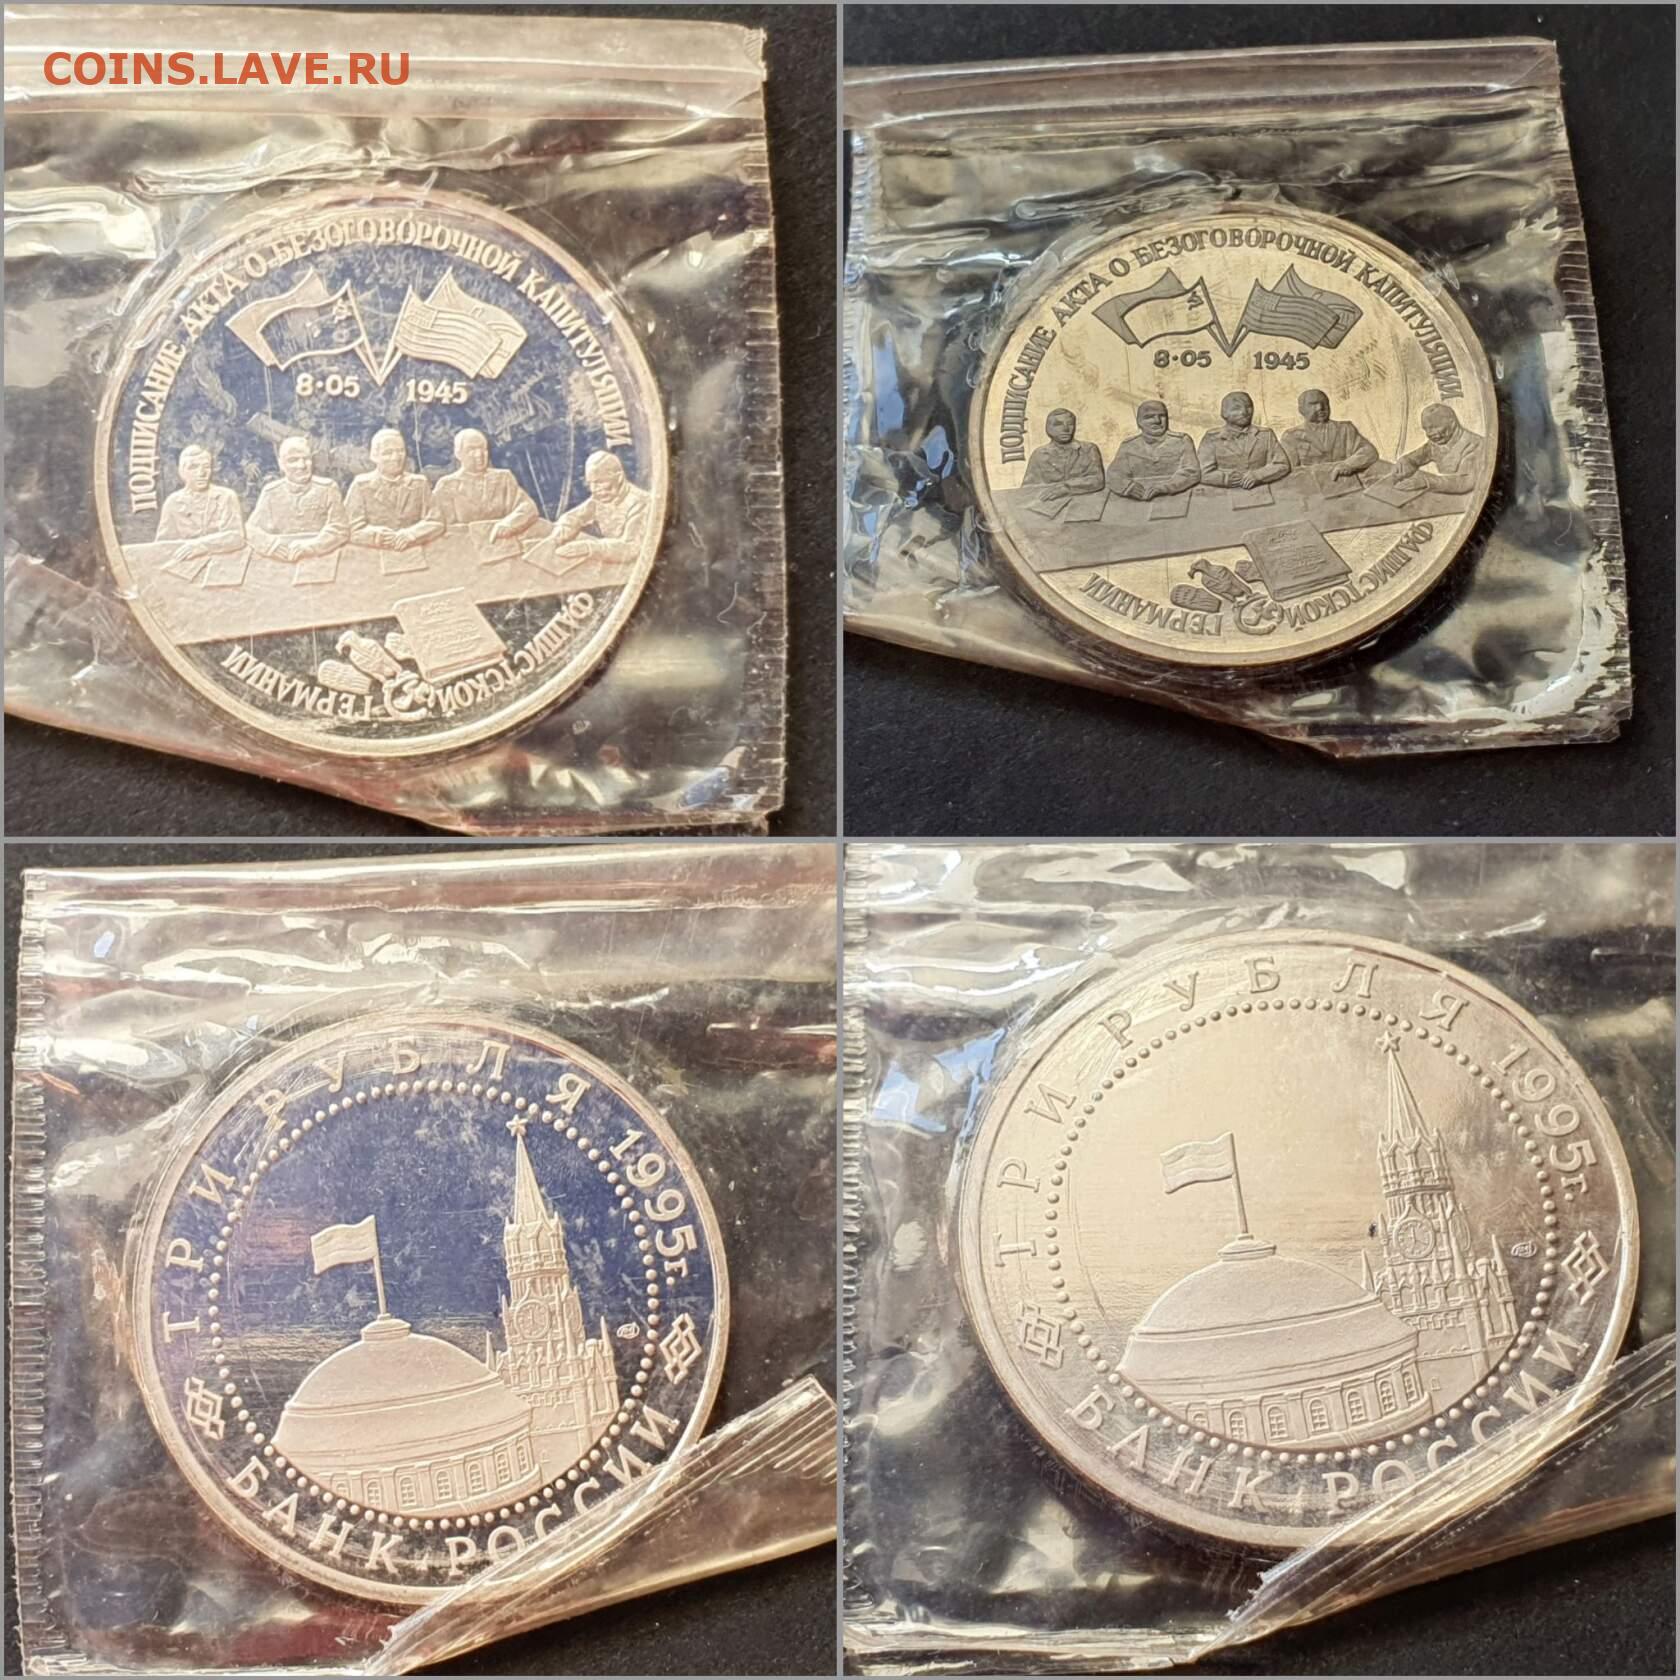 COINS.LAVE.RU
ПОДПИСАНИЕ АКТА О БЕЗОГОВОРОЧНОЙ КАПИТУЛЯЦИИ
8·05 1945
ФАШИСТСКОЙ ГЕРМАНИИ
ПОДПИСАНИЕ АКТА О БЕЗОГОВОРОЧНОЙ КАПИТУЛЯЦИИ
8·05 1945
ФАШИСТСКОЙ ГЕРМАНИИ
ТРИ РУБЛЯ 1995г.
БАНК·РОССИИ
ТРИ РУБЛЯ 1995г.
БАНК·РОССИИ